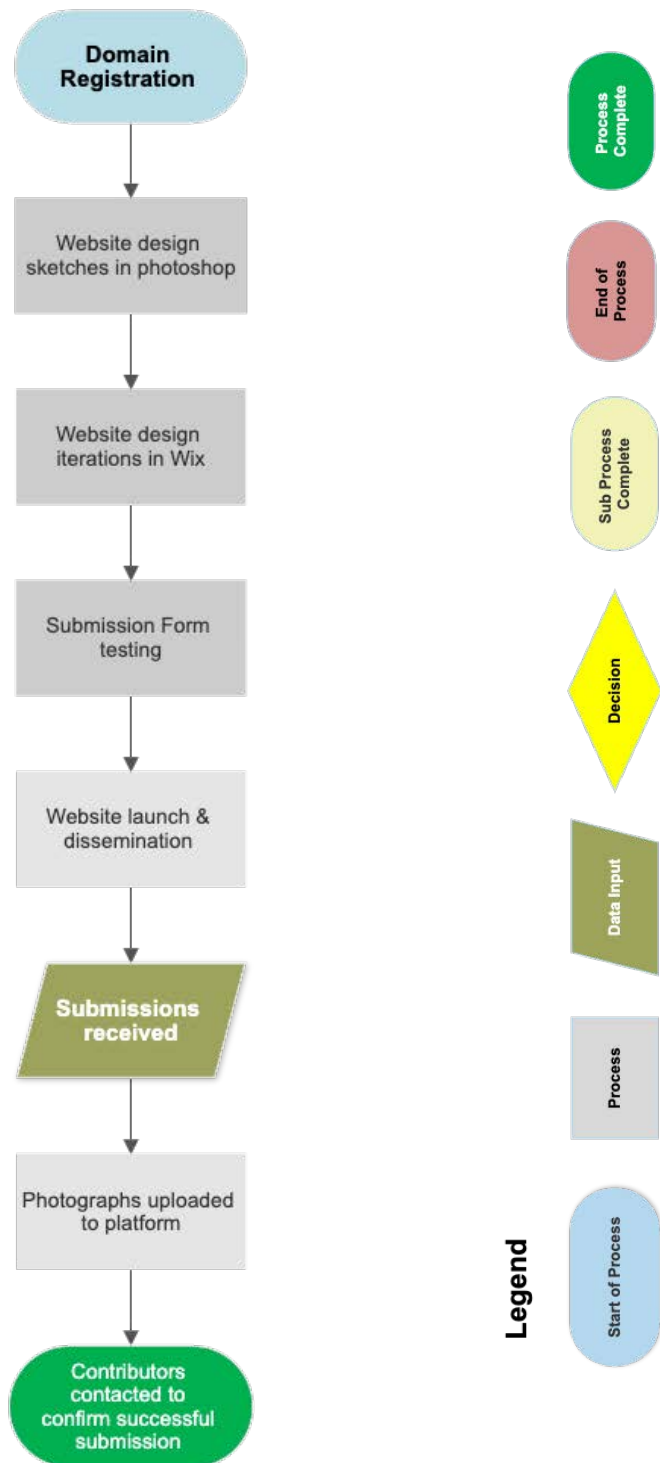 Domain
Registration
Website design
sketches in photoshop
Website design
iterations in Wix
Submission Form
testing
Website launch &
dissemination
Submissions
received
Photographs uploaded
to platform
Contributors
contacted to
confirm successful
submission
Legend
Start of Process
Process
Data Input
Decision
Sub Process
Complete
End of
Process
Process
Complete